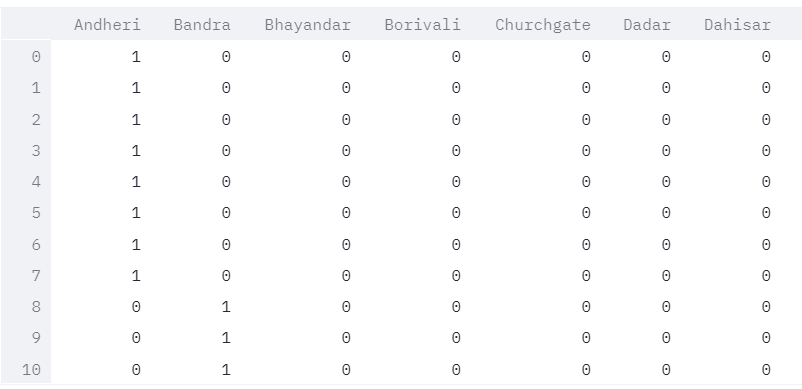 Andheri Bandra Bhayandar Borivali Churchgate Dadar Dahisar
0 1 0 0 0 0 0 0
1 1 0 0 0 0 0 0
2 1 0 0 0 0 0 0
3 1 0 0 0 0 0 0
4 1 0 0 0 0 0 0
5 1 0 0 0 0 0 0
6 1 0 0 0 0 0 0
7 1 0 0 0 0 0 0
8 0 1 0 0 0 0 0
9 0 1 0 0 0 0 0
10 0 1 0 0 0 0 0